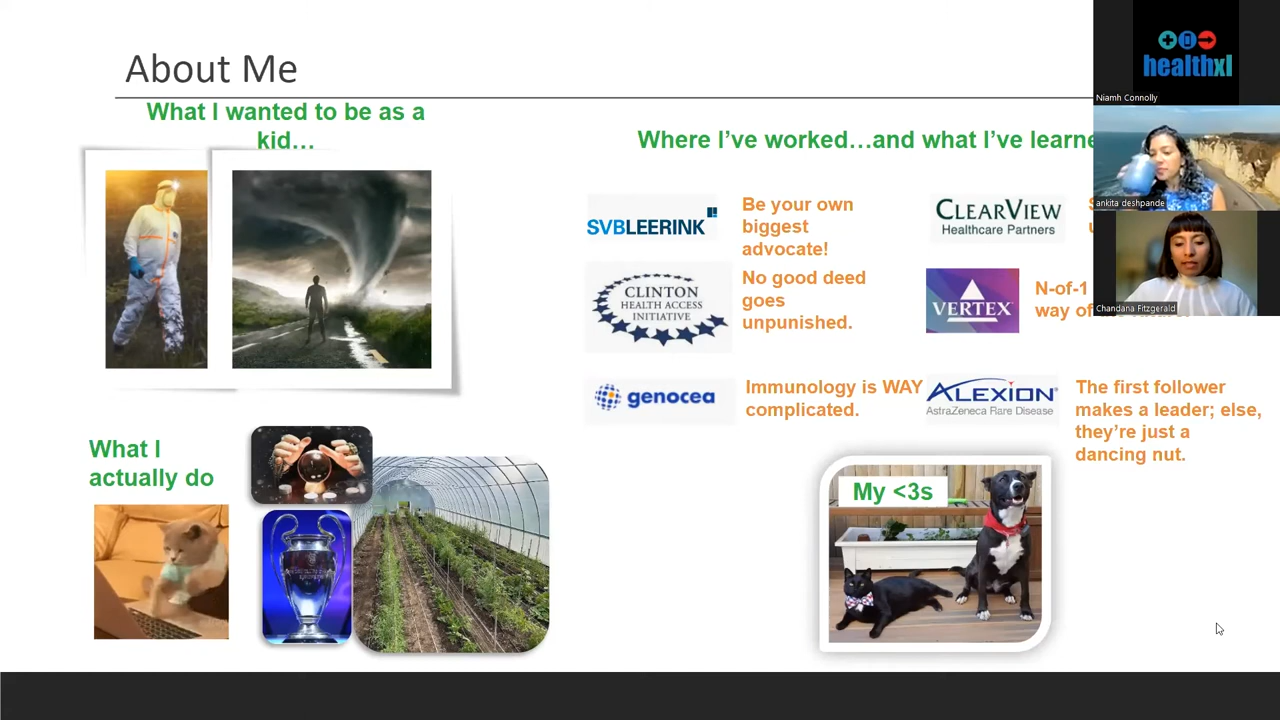 About Me
What I wanted to be as a
kid…
Where I've worked…and what I've learne
SVBLEERINK
Be your own
biggest
advocate!
CLEARVIEW
Healthcare Partners
CLINTON
HEALTH ACCESS
INITIATIVE
No good deed
goes
unpunished.
VERTEX
N-of-1
way of
genocea
Immunology is WAY
complicated.
ALEXION
AstraZeneca Rare Disease
The first follower
makes a leader; else,
they're just a
dancing nut.
What I
actually do
My <3s
healthxl
Niamh Connolly
ankita deshpande
Chandana Fitzgerald